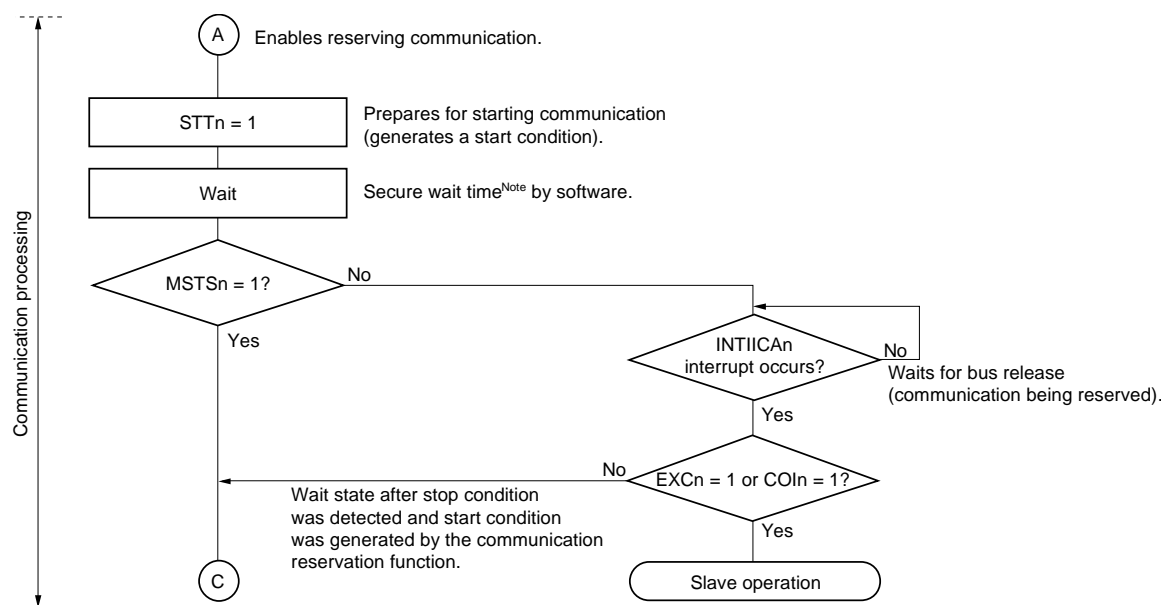 A
Enables reserving communication.
STTn = 1
Prepares for starting communication
(generates a start condition).
Wait
Secure wait timeNote by software.
Communication processing
MSTSn = 1?
No
Yes
INTIICAn
interrupt occurs?
No
Waits for bus release
(communication being reserved).
Yes
EXCn = 1 or COIn = 1?
No
Wait state after stop condition
was detected and start condition
was generated by the communication
reservation function.
Yes
C
Slave operation